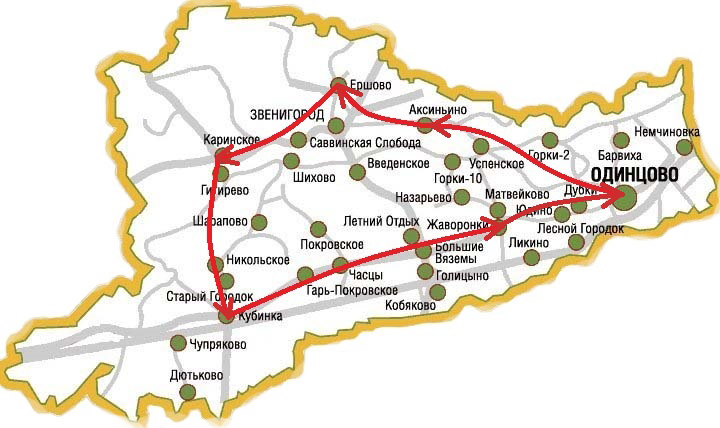 Ершово
Аксиньино
ЗВЕНИГОРОД
Немчиновка
Каринское
Саввинская Слобода
Успенское
Горки-2
Барвиха
ОДИНЦОВО
Введенское
Горки-10
Шихово
Гигирево
Дубки
Назарьево
Матвейково
Юдино
Шарапово
Летний Отдых
Жаворонки
Лесной Городок
Покровское
Большие
Вяземы
Ликино
Никольское
Часцы
Голицыно
Старый Городок
Гарь-Покровское
Кобяково
Кубинка
Чупряково
Дютьково